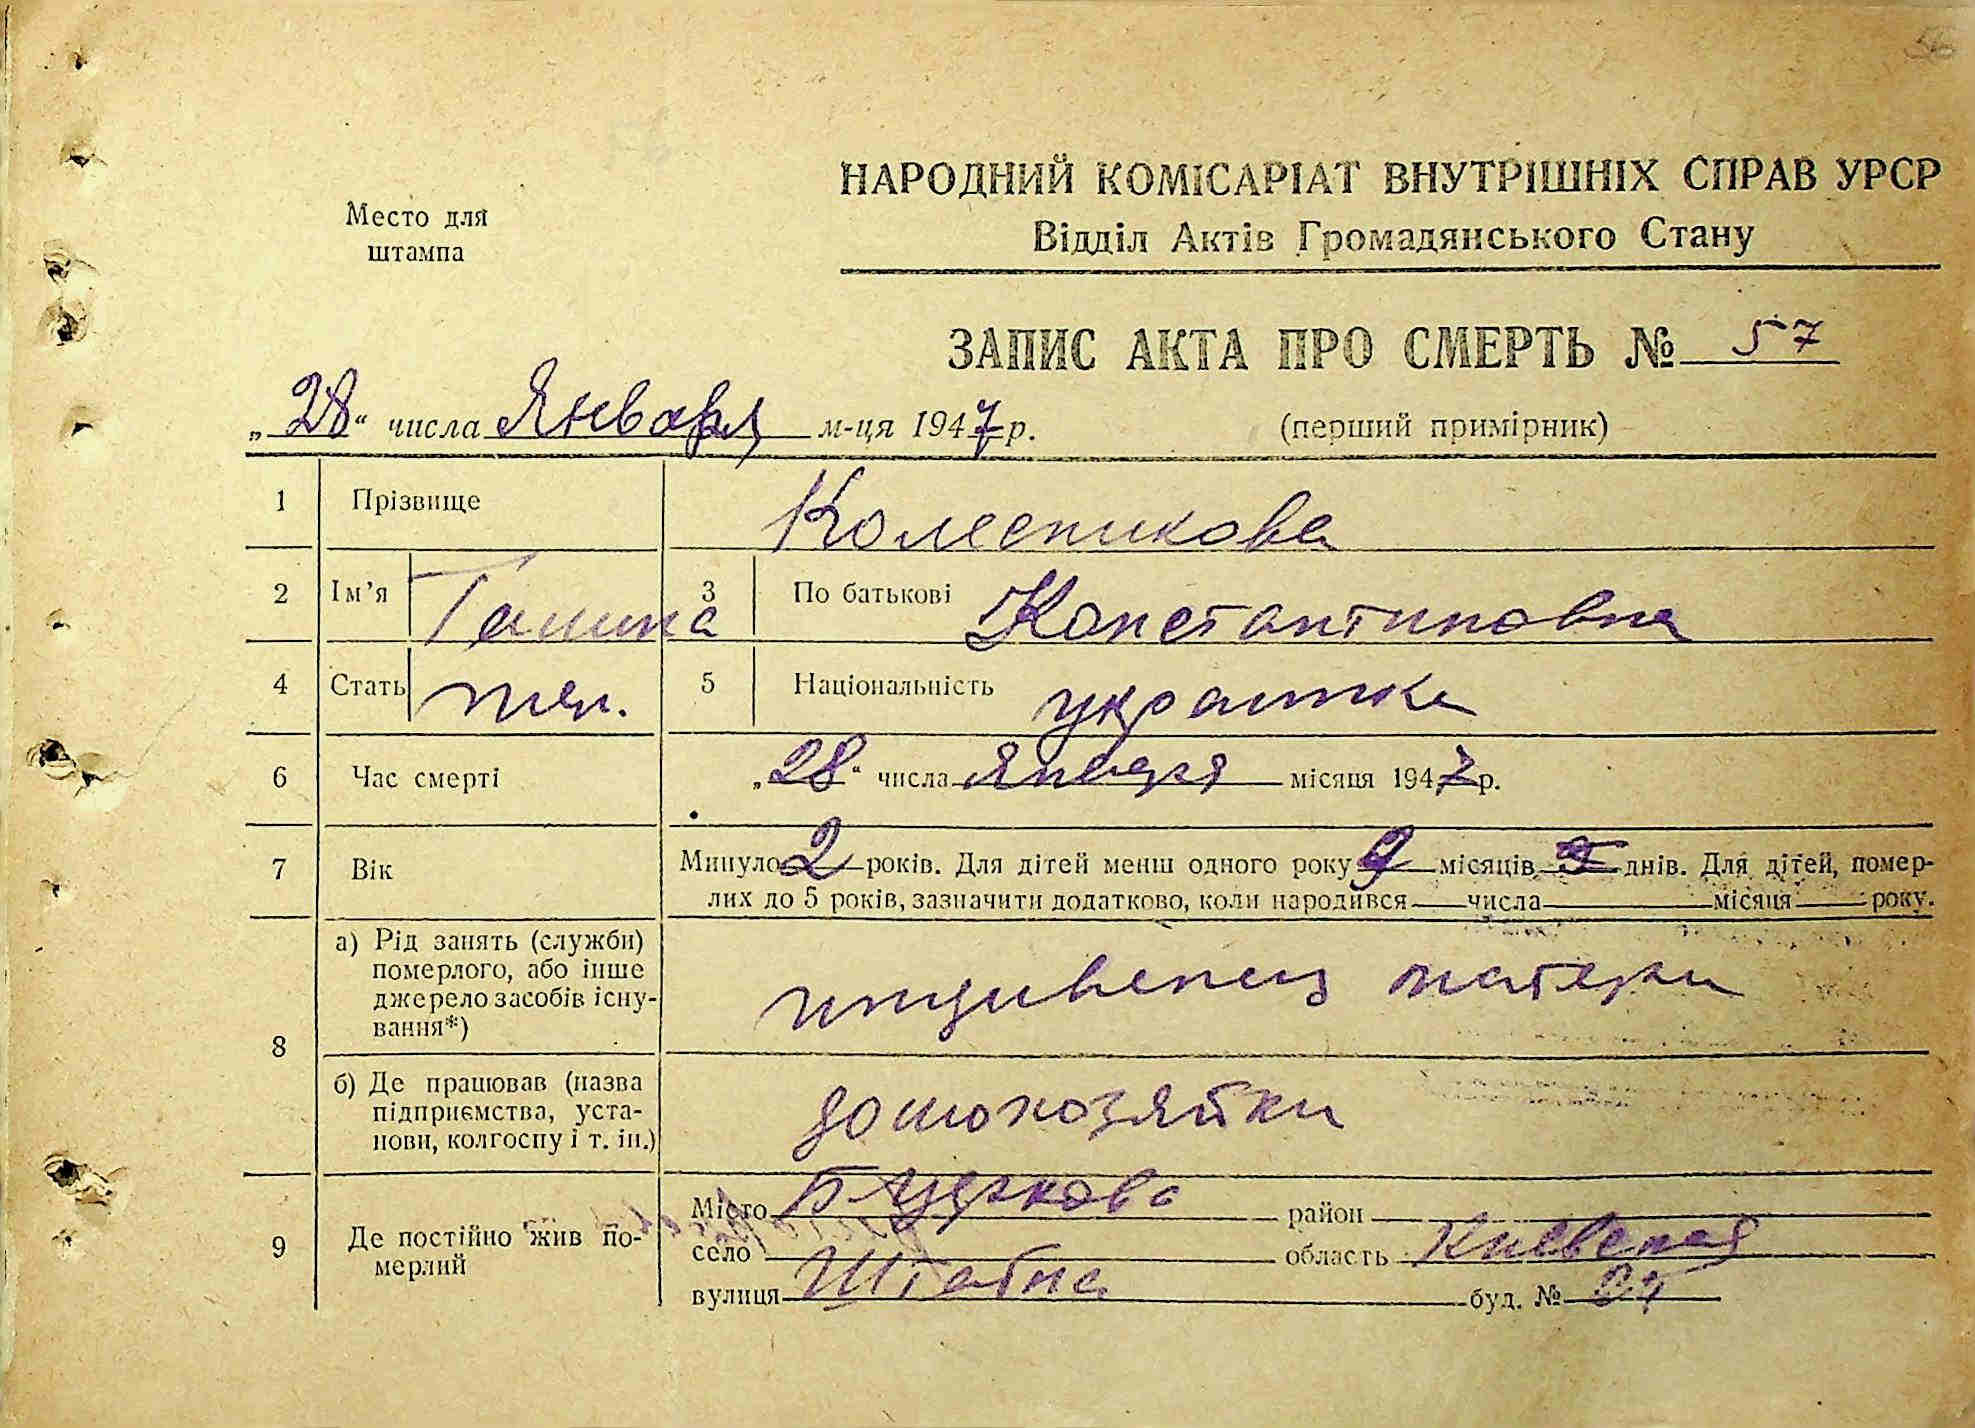 Место для
штампа
НАРОДНИЙ КОМІСАРІАТ ВНУТРІШНІХ СПРАВ УРСР
Відділ Актів Громадянського Стану
ЗАПИС АКТА ПРО СМЕРТЬ № 57
„28“ числа Января м-ця 1947 р. (перший примірник)
1 Прізвище Колесникова
2 Ім’я Галина 3 По батькові Константиновна
4 Стать жен. 5 Національність украинка
6 Час смерті „28“ числа января місяця 1947 р.
7 Вік Минуло 2 років. Для дітей менш одного року 9 місяців днів. Для дітей, помер-
лих до 5 років, зазначити додатково, коли народився числа місяця року.
8 а) Рід занять (служби)
померлого, або інше
джерело засобів існу-
вання*)
иждивенец матери
б) Де працював (назва
підприємства, уста-
нови, колгоспу і т. ін.)
домохозяйки
9 Де постійно жив по-
мерлий
Місто Б Церкова район
село область Киевская
вулиця Штабна буд. №